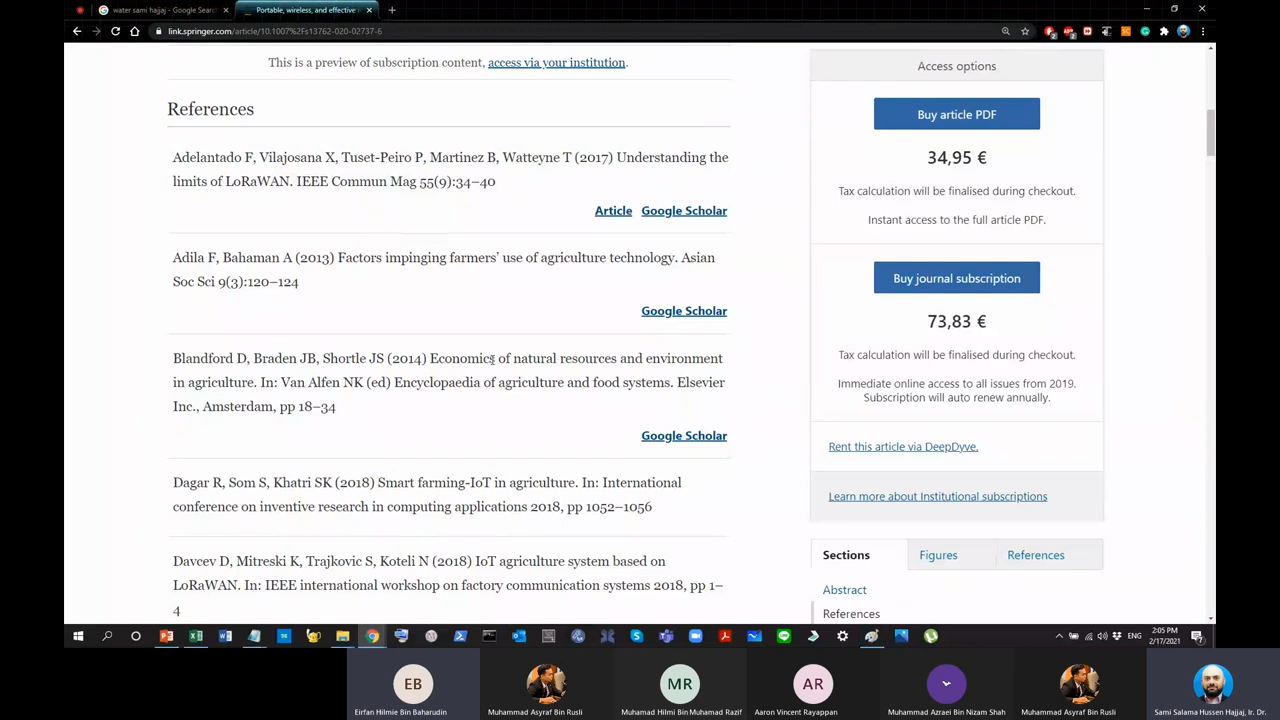 water sami hajjaj - Google Searc
Portable, wireless, and effective
link.springer.com/article/10.1007%2Fs13762-020-02737-6
This is a preview of subscription content, access via your institution.
References
Adelantado F, Vilajosana X, Tuset-Peiro P, Martinez B, Watteyne T (2017) Understanding the
limits of LoRaWAN. IEEE Commun Mag 55(9):34–40
Article Google Scholar
Adila F, Bahaman A (2013) Factors impinging farmers’ use of agriculture technology. Asian
Soc Sci 9(3):120–124
Google Scholar
Blandford D, Braden JB, Shortle JS (2014) Economics of natural resources and environment
in agriculture. In: Van Alfen NK (ed) Encyclopaedia of agriculture and food systems. Elsevier
Inc., Amsterdam, pp 18–34
Google Scholar
Dagar R, Som S, Khatri SK (2018) Smart farming-IoT in agriculture. In: International
conference on inventive research in computing applications 2018, pp 1052–1056
Davcev D, Mitreski K, Trajkovic S, Koteli N (2018) IoT agriculture system based on
LoRaWAN. In: IEEE international workshop on factory communication systems 2018, pp 1–
4
Access options
Buy article PDF
34,95 €
Tax calculation will be finalised during checkout.
Instant access to the full article PDF.
Buy journal subscription
73,83 €
Tax calculation will be finalised during checkout.
Immediate online access to all issues from 2019.
Subscription will auto renew annually.
Rent this article via DeepDyve.
Learn more about Institutional subscriptions
Sections Figures References
Abstract
References
ENG
2:05 PM
2/17/2021
EB
MR
AR
Eirfan Hilmie Bin Baharudin
Muhammad Asyraf Bin Rusli
Muhamad Hilmi Bin Muhamad Razif
Aaron Vincent Rayappan
Muhammad Azraei Bin Nizam Shah
Muhammad Asyraf Bin Rusli
Sami Salama Hussen Hajjaj, Ir. Dr.